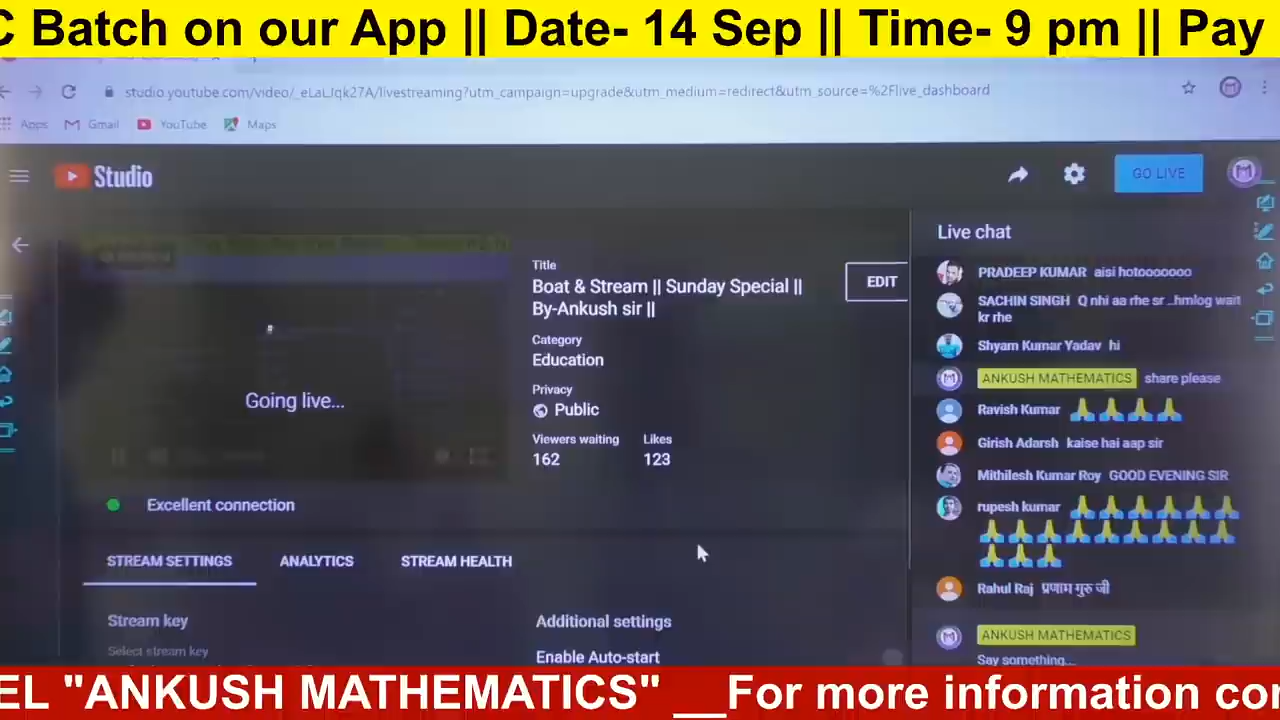 C Batch on our App || Date- 14 Sep || Time- 9 pm || Pay
studio.youtube.com/video/_eLaLJqk27A/livestreaming?utm_campaign=upgrade&utm_medium=redirect&utm_source=%2Flive_dashboard
Apps Gmail YouTube Maps
Studio
GO LIVE
Going live...
Excellent connection
Title
Boat & Stream || Sunday Special ||
By-Ankush sir ||
EDIT
Category
Education
Privacy
Public
Viewers waiting Likes
162 123
STREAM SETTINGS ANALYTICS STREAM HEALTH
Stream key
Select stream key
Additional settings
Enable Auto-start
Live chat
PRADEEP KUMAR aisi hotooooooo
SACHIN SINGH Q nhi aa rhe sr ..hmlog wait
kr rhe
Shyam Kumar Yadav hi
ANKUSH MATHEMATICS share please
Ravish Kumar 🙏🙏🙏🙏
Girish Adarsh kaise hai aap sir
Mithilesh Kumar Roy GOOD EVENING SIR
rupesh kumar 🙏🙏🙏🙏🙏🙏
🙏🙏🙏🙏🙏🙏🙏🙏🙏
🙏🙏🙏
Rahul Raj प्रणाम गुरु जी
ANKUSH MATHEMATICS
Say something...
EL "ANKUSH MATHEMATICS" __For more information con